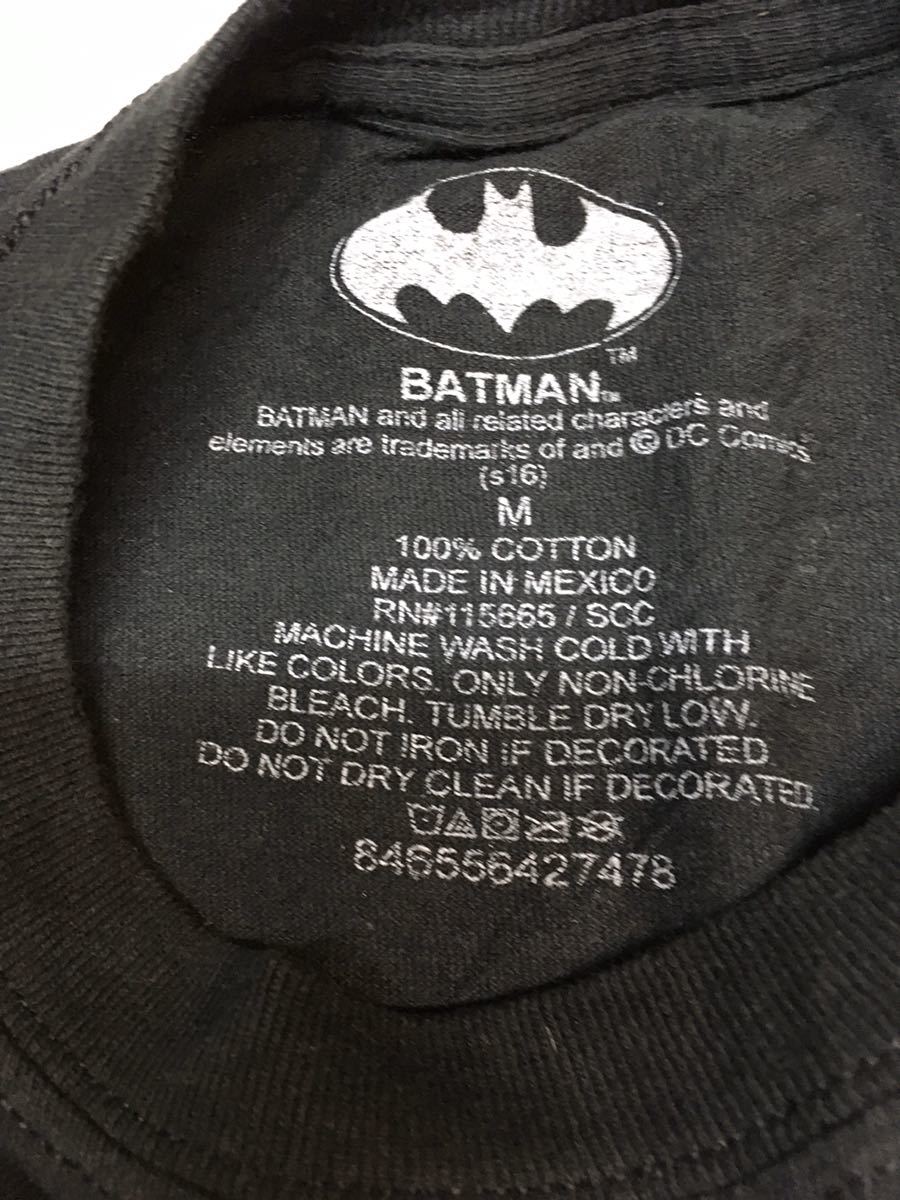 TM
BATMAN™
BATMAN and all related characters and
elements are trademarks of and © DC Comics.
(s16)
M
100% COTTON
MADE IN MEXICO
RN#115665 / SCC
MACHINE WASH COLD WITH
LIKE COLORS. ONLY NON-CHLORINE
BLEACH. TUMBLE DRY LOW.
DO NOT IRON IF DECORATED.
DO NOT DRY CLEAN IF DECORATED.
846556427478